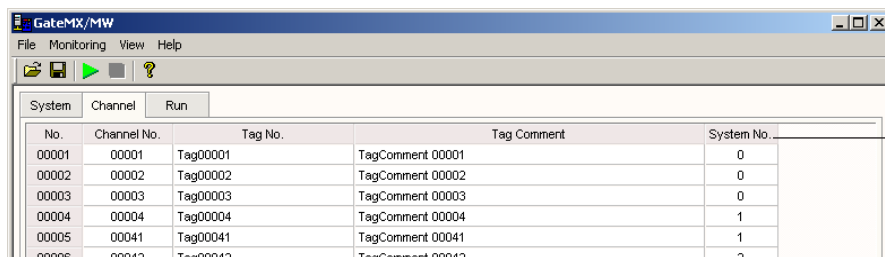 GateMX/MW
File Monitoring View Help
System Channel Run
No. Channel No. Tag No. Tag Comment System No.
00001 00001 Tag00001 TagComment 00001 0
00002 00002 Tag00002 TagComment 00002 0
00003 00003 Tag00003 TagComment 00003 0
00004 00004 Tag00004 TagComment 00004 1
00005 00041 Tag00041 TagComment 00041 1